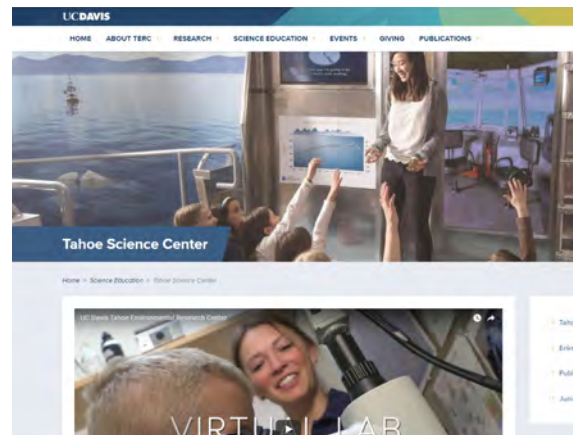 UCDAVIS
HOME ABOUT TERC RESEARCH SCIENCE EDUCATION EVENTS GIVING PUBLICATIONS
Tahoe Science Center
Home > Science Education > Tahoe Science Center
UC Davis Tahoe Environmental Research Center
VIRTUAL LAB